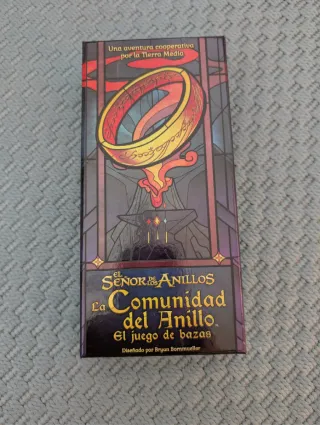 Una aventura cooperativa
por la Tierra Media
EL
SEÑOR DE LOS ANILLOS
La Comunidad
del Anillo™
El juego de bazas
Diseñado por Bryan Bornmueller